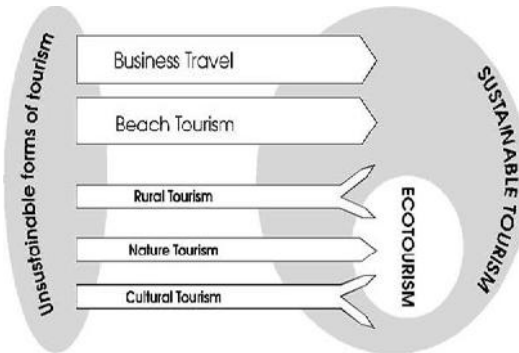 Unsustainable forms of tourism
Business Travel
Beach Tourism
Rural Tourism
Nature Tourism
Cultural Tourism
ECOTOURISM
SUSTAINABLE TOURISM